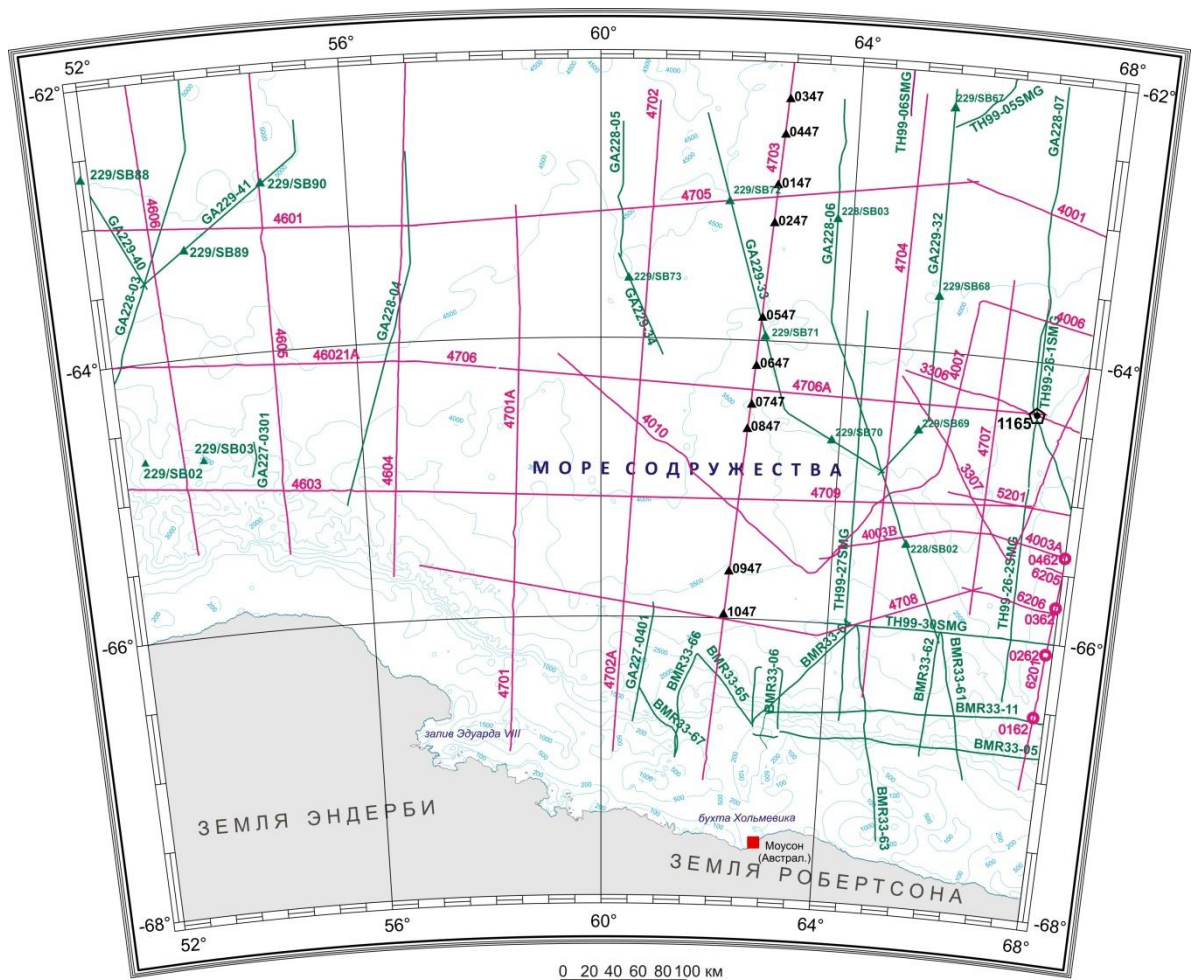 52°
56°
60°
64°
68°
-62°
-62°
-64°
-64°
-66°
-66°
-68°
-68°
52°
56°
60°
64°
68°
4606
4702
GA228-05
4703
0347
0447
0147
0247
TH99-06SMG
229/SB67
TH99-05SMG
GA228-07
229/SB88
229/SB90
GA229-41
GA229-40
4601
4705
229/SB72
228/SB03
GA228-06
4704
GA229-32
4001
229/SB89
GA228-03
GA228-04
229/SB73
GA229-34
GA229-33
0547
229/SB71
229/SB68
4006
4605
46021A
4706
0647
4706A
4007
3306
TH99-26-1SMG
4701A
0747
0847
4010
229/SB70
229/SB69
4707
1165
229/SB03
229/SB02
GA227-0301
4604
МОРЕ СОДРУЖЕСТВА
3307
4603
4709
5201
4003B
4003A
228/SB02
0462
TH99-27SMG
TH99-26-2SMG
6205
0947
1047
4708
6206
0362
TH99-30SMG
GA227-0401
BMR33-66
BMR33-65
BMR33-06
BMR33-62
BMR33-61
0262
6201
4701
4702A
BMR33-67
BMR33-11
0162
BMR33-05
BMR33-63
залив Эдуарда VIII
ЗЕМЛЯ ЭНДЕРБИ
бухта Хольмевика
Моусон
(Австрал.)
ЗЕМЛЯ РОБЕРТСОНА
0 20 40 60 80 100 км